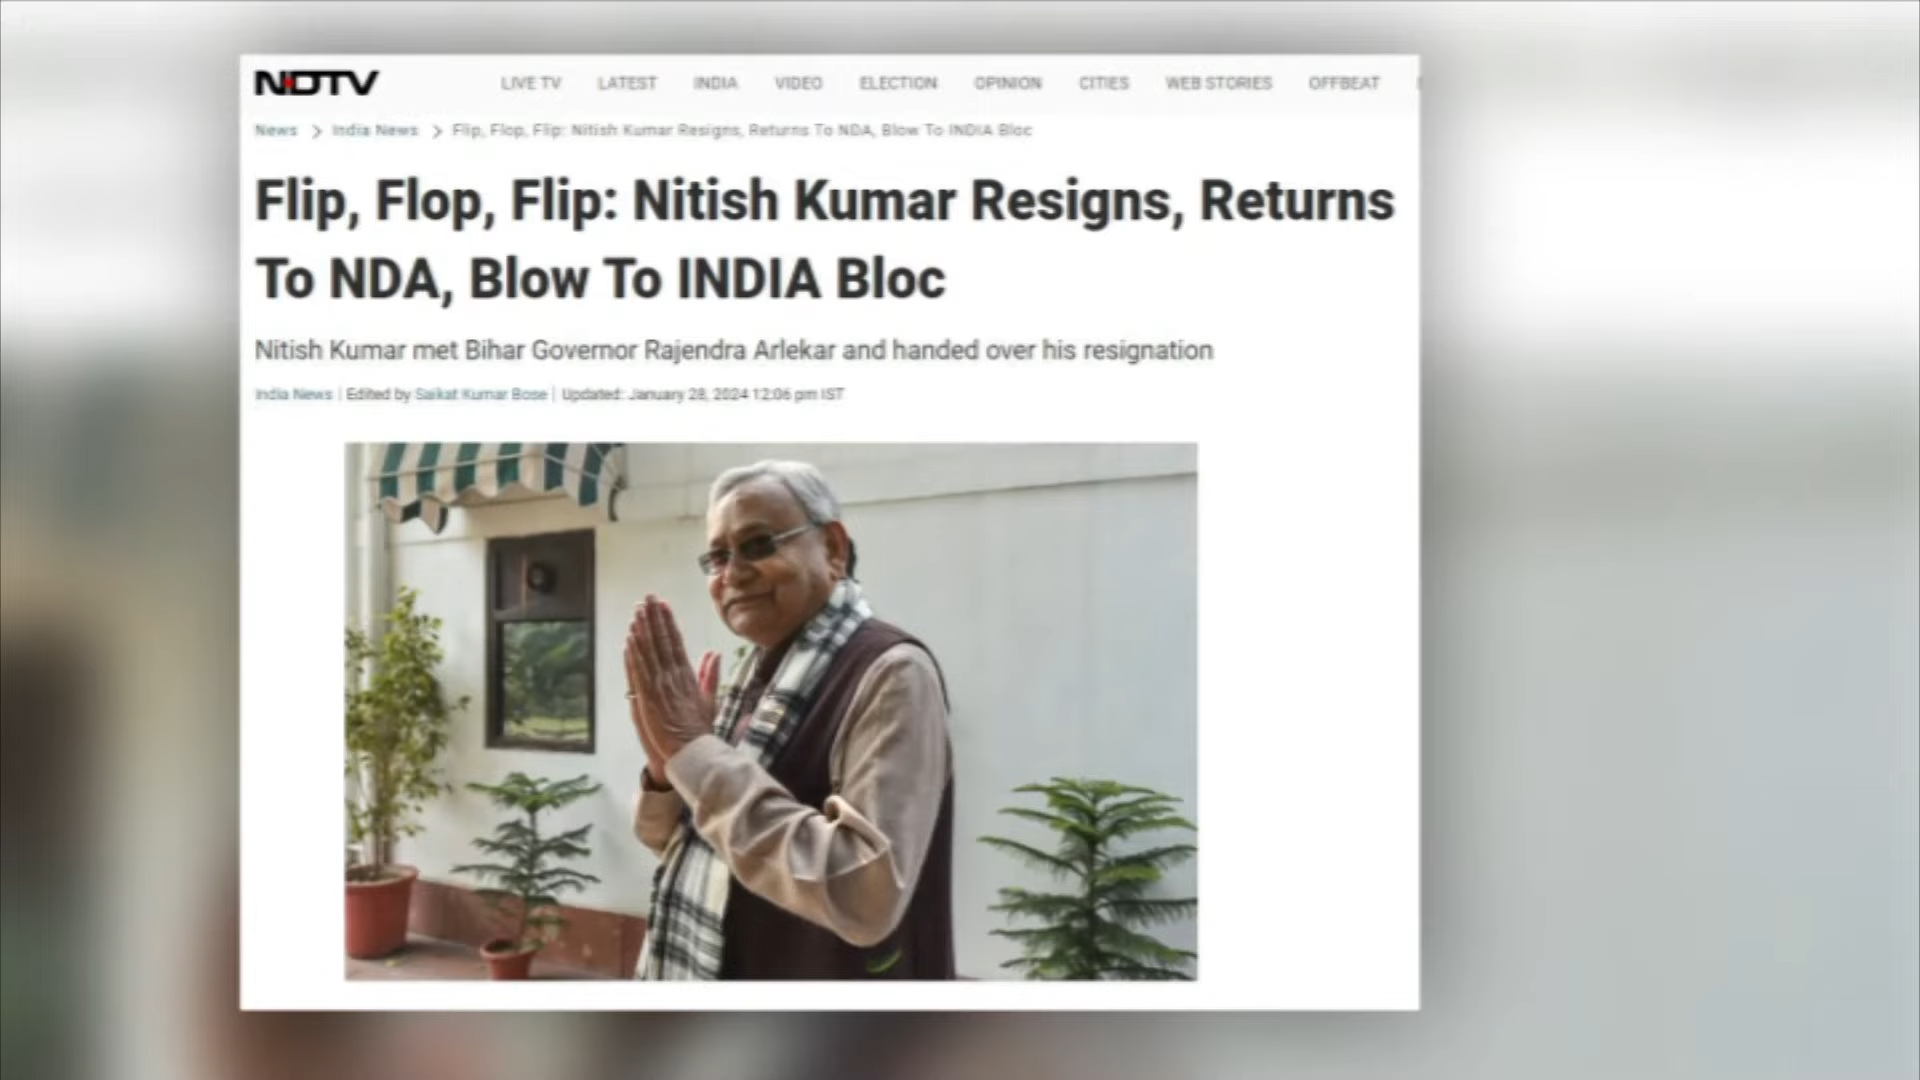 NDTV LIVE TV LATEST INDIA VIDEO ELECTION OPINION CITIES WEB STORIES OFFBEAT
News > India News > Flip, Flop, Flip: Nitish Kumar Resigns, Returns To NDA, Blow To INDIA Bloc
Flip, Flop, Flip: Nitish Kumar Resigns, Returns
To NDA, Blow To INDIA Bloc
Nitish Kumar met Bihar Governor Rajendra Arlekar and handed over his resignation
India News | Edited by Saikat Kumar Bose | Updated: January 28, 2024 12:06 pm IST